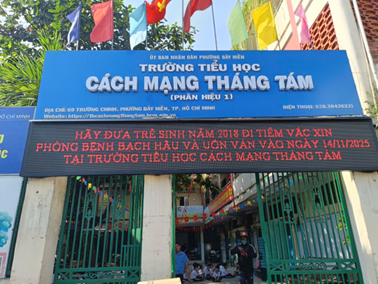 ỦY BAN NHÂN DÂN PHƯỜNG BẢY HIỀN
TRƯỜNG TIỂU HỌC
CÁCH MẠNG THÁNG TÁM
(PHÂN HIỆU 1)
ĐỊA CHỈ: 69 TRƯỜNG CHINH, PHƯỜNG BẢY HIỀN, TP. HỒ CHÍ MINH
ĐIỆN THOẠI:
HÃY ĐƯA TRẺ SINH NĂM 2018 ĐI TIÊM VẮC XIN
PHÒNG BỆNH BẠCH HẦU VÀ UỐN VÁN VÀO NGÀY 14/11/2025
TẠI TRƯỜNG TIỂU HỌC CÁCH MẠNG THÁNG TÁM